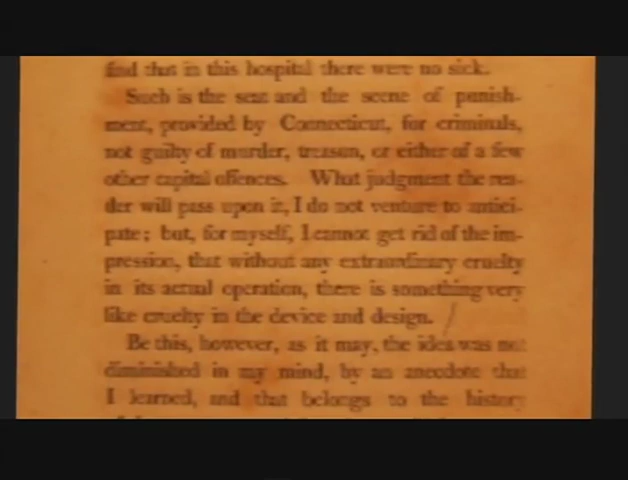 find that in this hospital there were no sick.
Such is the seat and the scene of punish-
ment, provided by Connecticut, for criminals,
not guilty of murder, treason, or either of a few
other capital offences. What judgment the rea-
der will pass upon it, I do not venture to antici-
pate; but, for myself, I cannot get rid of the im-
pression, that without any extraordinary cruelty
in its actual operation, there is something very
like cruelty in the device and design.
Be this, however, as it may, the idea was not
diminished in my mind, by an anecdote that
I learned, and that belongs to the history